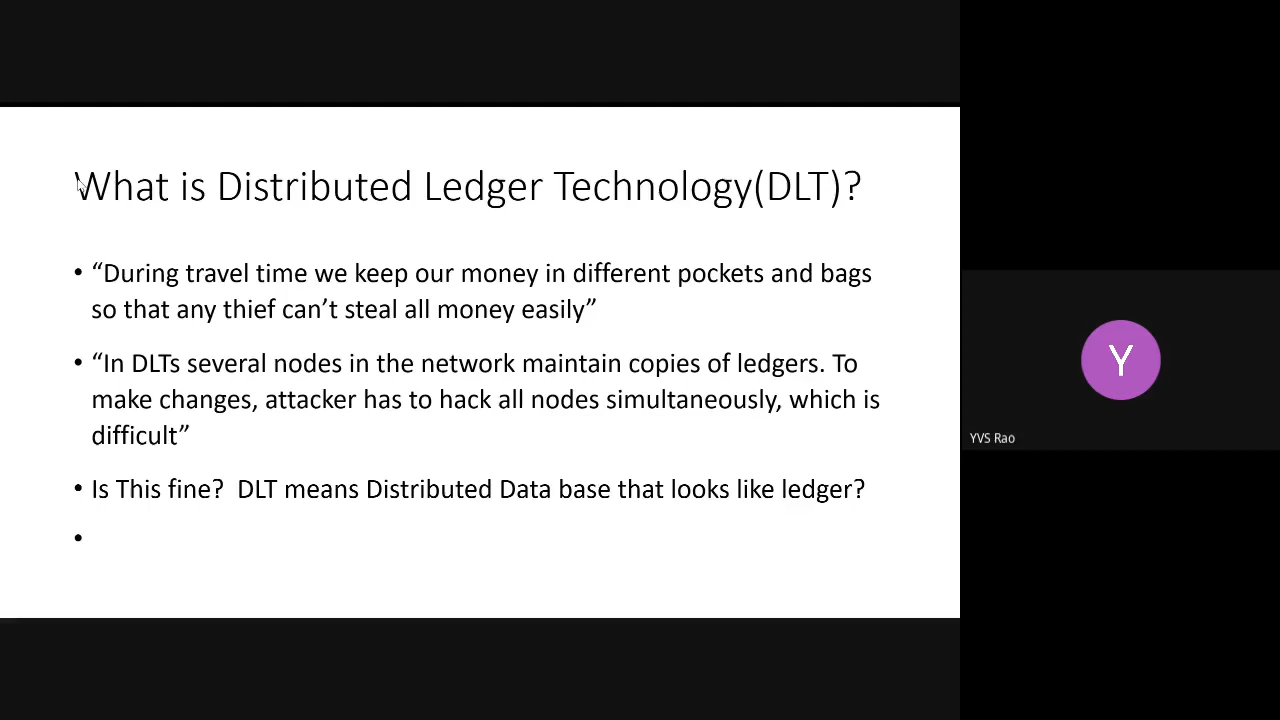 What is Distributed Ledger Technology(DLT)?
• “During travel time we keep our money in different pockets and bags
so that any thief can’t steal all money easily”
• “In DLTs several nodes in the network maintain copies of ledgers. To
make changes, attacker has to hack all nodes simultaneously, which is
difficult”
• Is This fine?  DLT means Distributed Data base that looks like ledger?
•
Y
YVS Rao